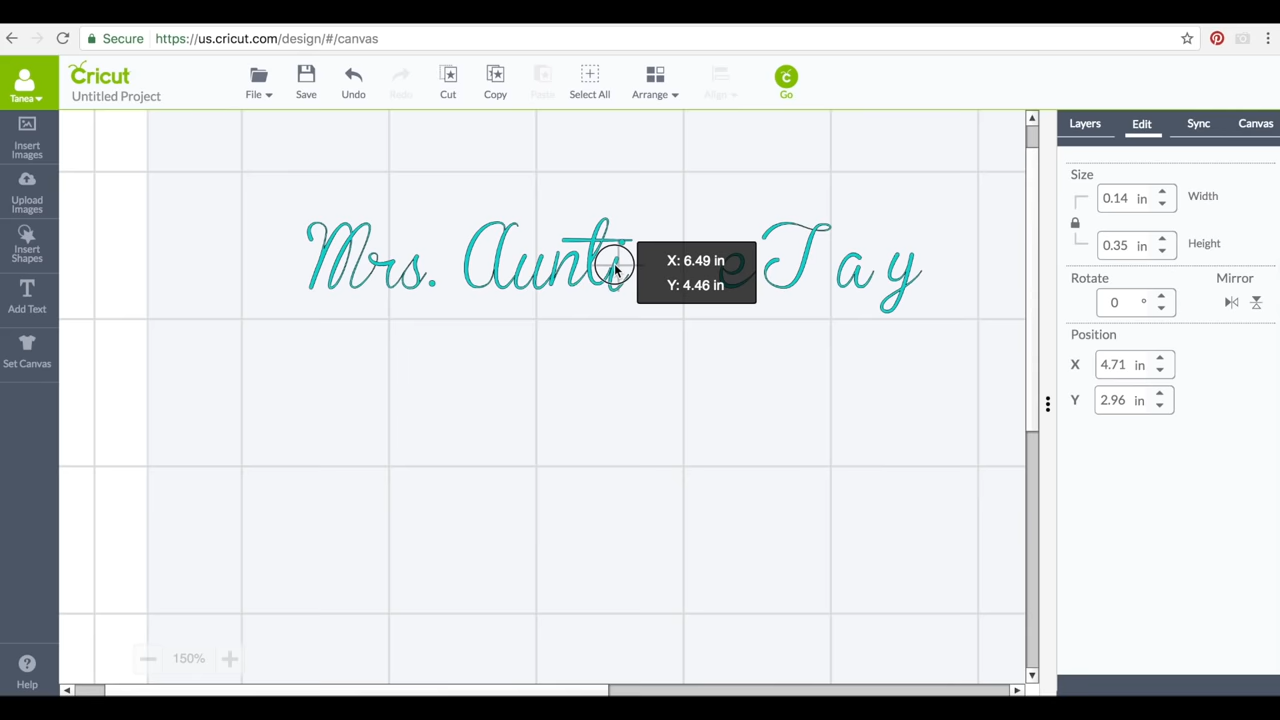 Secure https://us.cricut.com/design/#/canvas
Tanea
Cricut
Untitled Project
File
Save
Undo
Redo
Cut
Copy
Paste
Select All
Arrange
Align
Go
Insert Images
Upload Images
Insert Shapes
Add Text
Set Canvas
Help
Mrs. Auntie Tay
X: 6.49 in
Y: 4.46 in
150%
Layers Edit Sync Canvas
Size
0.14 in Width
0.35 in Height
Rotate Mirror
0 °
Position
X 4.71 in
Y 2.96 in